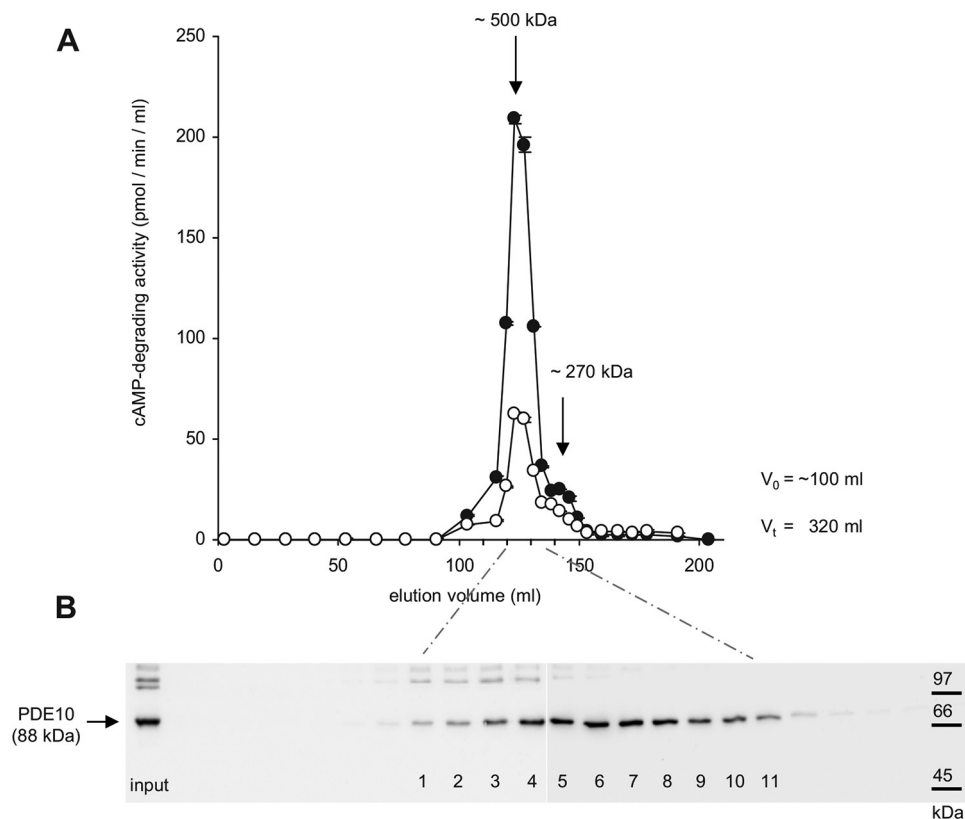 A
~ 500 kDa
250
200
150
100
50
0
cAMP-degrading activity (pmol / min / ml)
~ 270 kDa
V0 = ~100 ml
Vt = 320 ml
0 50 100 150 200
elution volume (ml)
B
PDE10
(88 kDa)
input 1 2 3 4 5 6 7 8 9 10 11
97
66
45
kDa